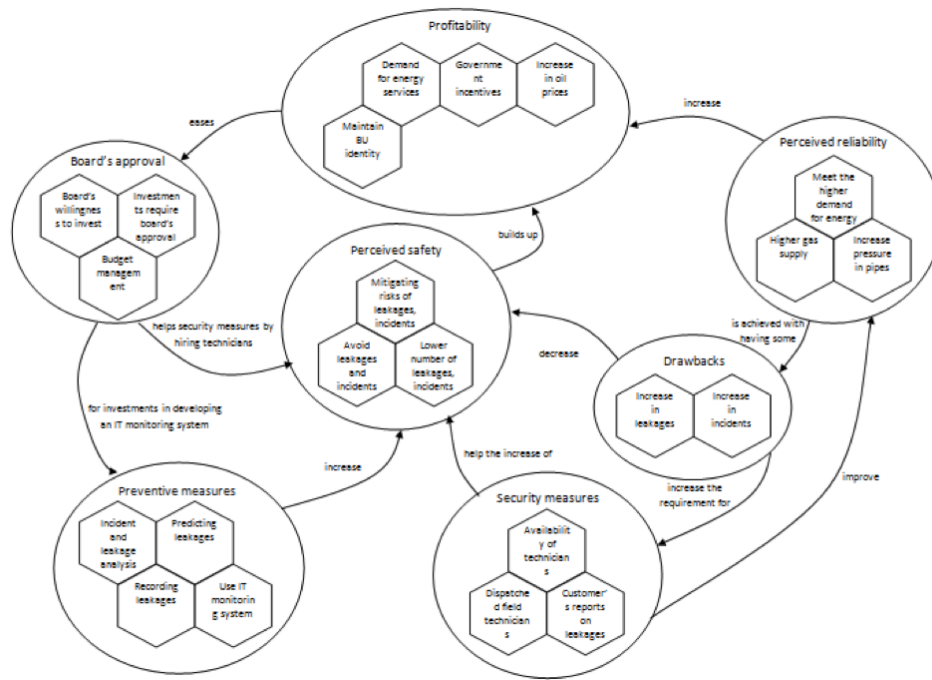 Profitability
Demand
for energy
services
Governme
nt
incentives
Increase
in oil
prices
Maintain
BU
identity
eases
increase
Board's approval
Board's
willingnes
s to invest
Investmen
ts require
board's
approval
Budget
managem
ent
Perceived reliability
Meet the
higher
demand
for energy
Higher gas
supply
Increase
pressure
in pipes
builds up
Perceived safety
Mitigating
risks of
leakages,
incidents
Avoid
leakages
and
incidents
Lower
number of
leakages,
incidents
helps security measures by
hiring technicians
is achieved with
having some
decrease
Drawbacks
Increase
in
leakages
Increase
in
incidents
for investments in developing
an IT monitoring system
increase
help the increase of
increase the
requirement for
improve
Preventive measures
Incident
and
leakage
analysis
Predicting
leakages
Recording
leakages
Use IT
monitorin
g system
Security measures
Availabilit
y of
technician
s
Dispatche
d field
technician
s
Customer'
s reports
on
leakages